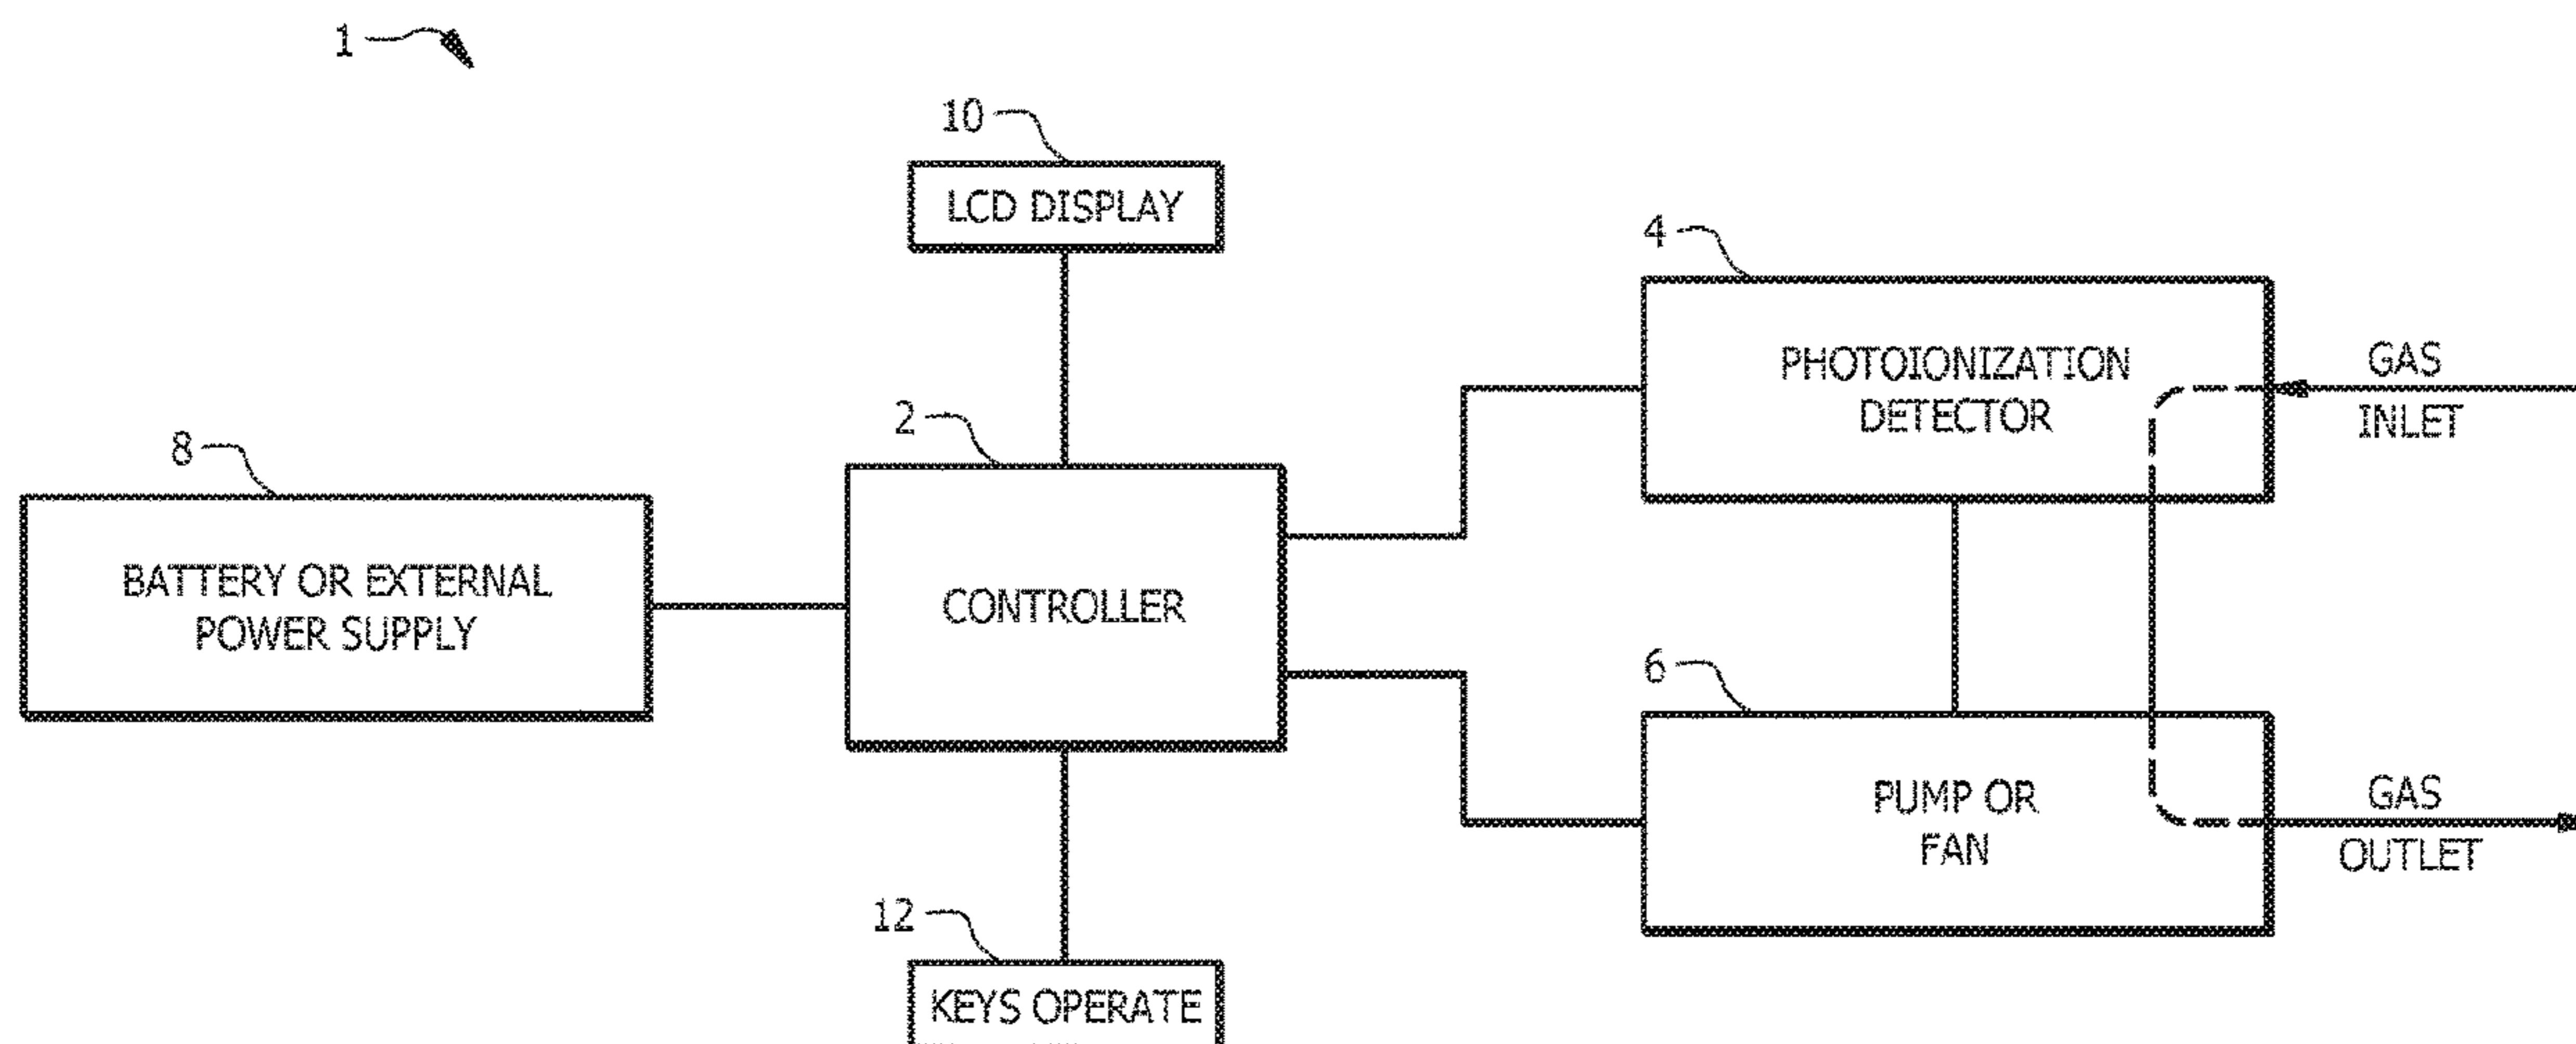 1
10
LCD DISPLAY
4
PHOTOIONIZATION
DETECTOR
GAS
INLET
2
CONTROLLER
8
BATTERY OR EXTERNAL
POWER SUPPLY
6
PUMP OR
FAN
GAS
OUTLET
12
KEYS OPERATE